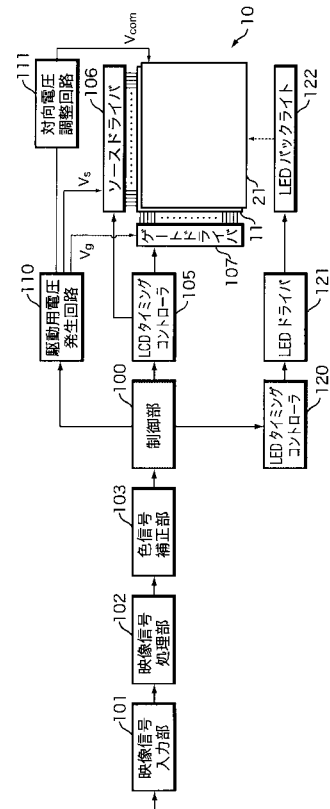 101
映像信号
入力部
102
映像信号
処理部
103
色信号
補正部
100
制御部
110
駆動用電圧
発生回路
111
対向電圧
調整回路
Vg
Vs
Vcom
105
LCDタイミング
コントローラ
106
ソースドライバ
107
ゲートドライバ
11
21
10
120
LEDタイミング
コントローラ
121
LEDドライバ
122
LEDバックライト